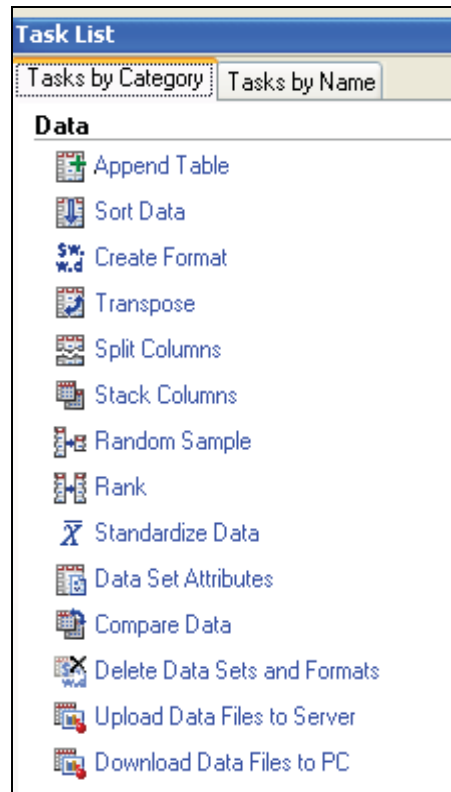 Task List
Tasks by Category Tasks by Name
Data
Append Table
Sort Data
$w.
w.d Create Format
Transpose
Split Columns
Stack Columns
Random Sample
Rank
X Standardize Data
Data Set Attributes
Compare Data
Delete Data Sets and Formats
Upload Data Files to Server
Download Data Files to PC